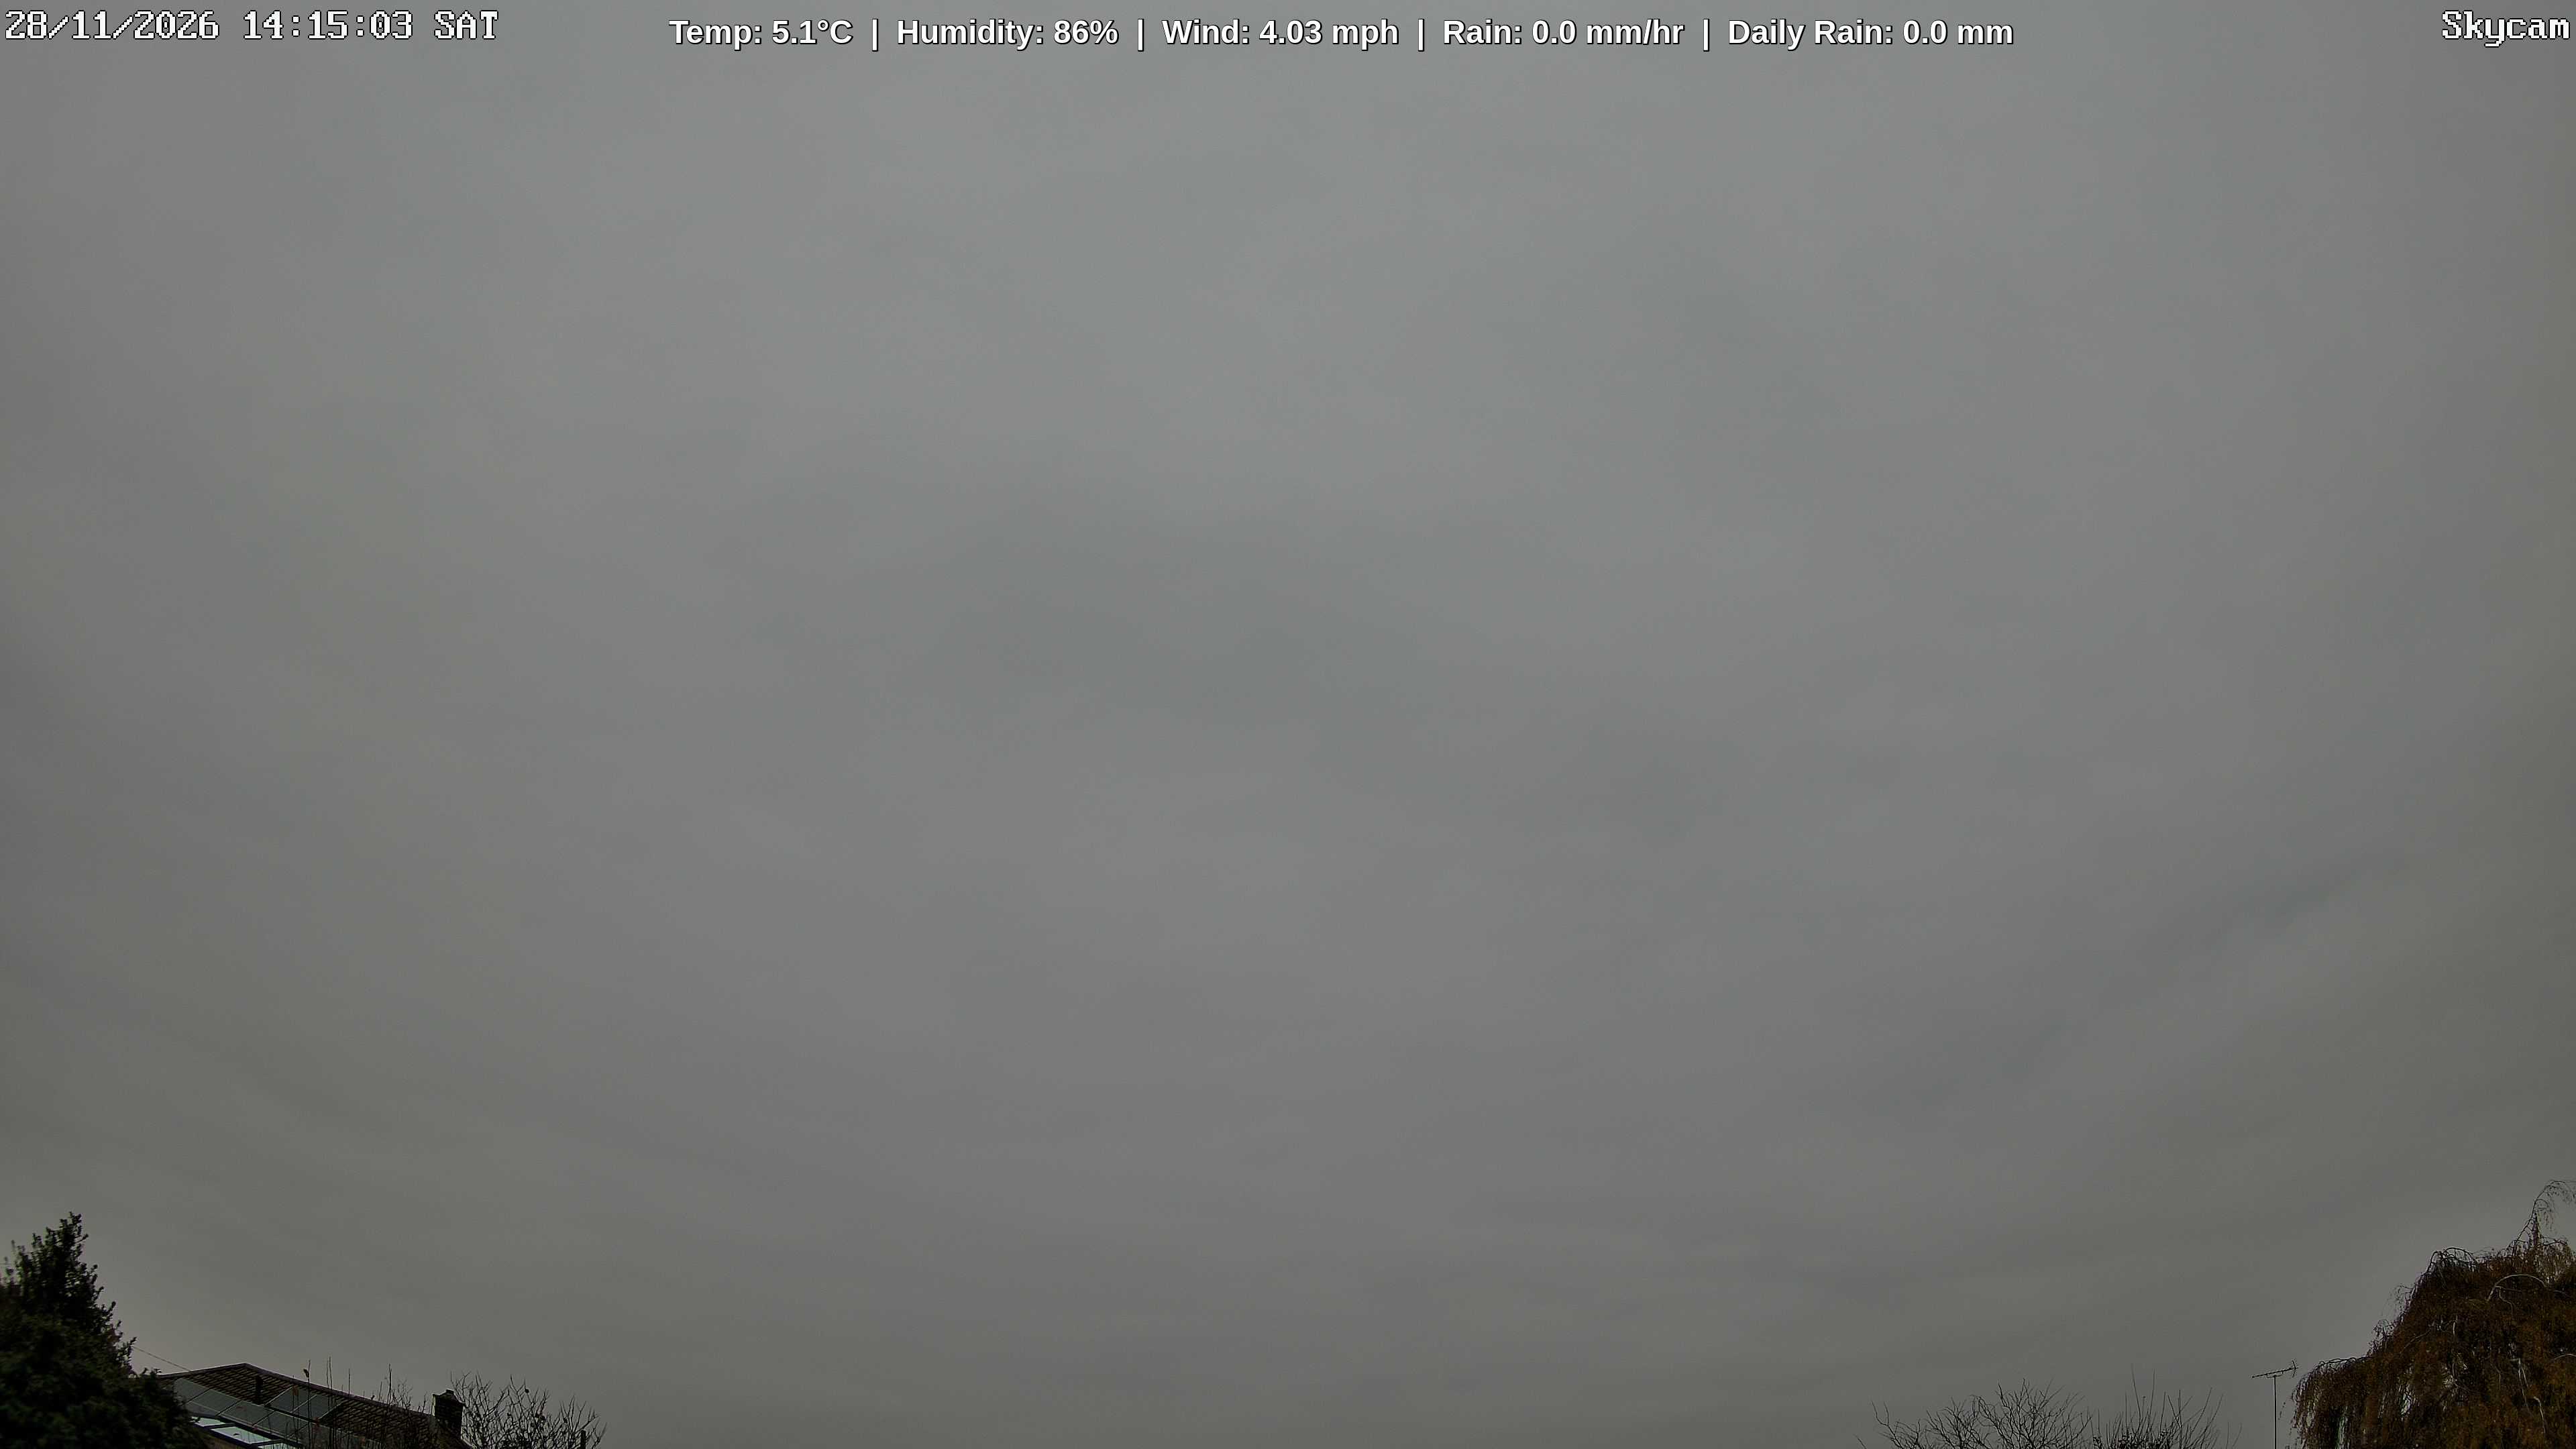 28/11/2026 14:15:03 SAT
Temp: 5.1°C | Humidity: 86% | Wind: 4.03 mph | Rain: 0.0 mm/hr | Daily Rain: 0.0 mm
Skycam